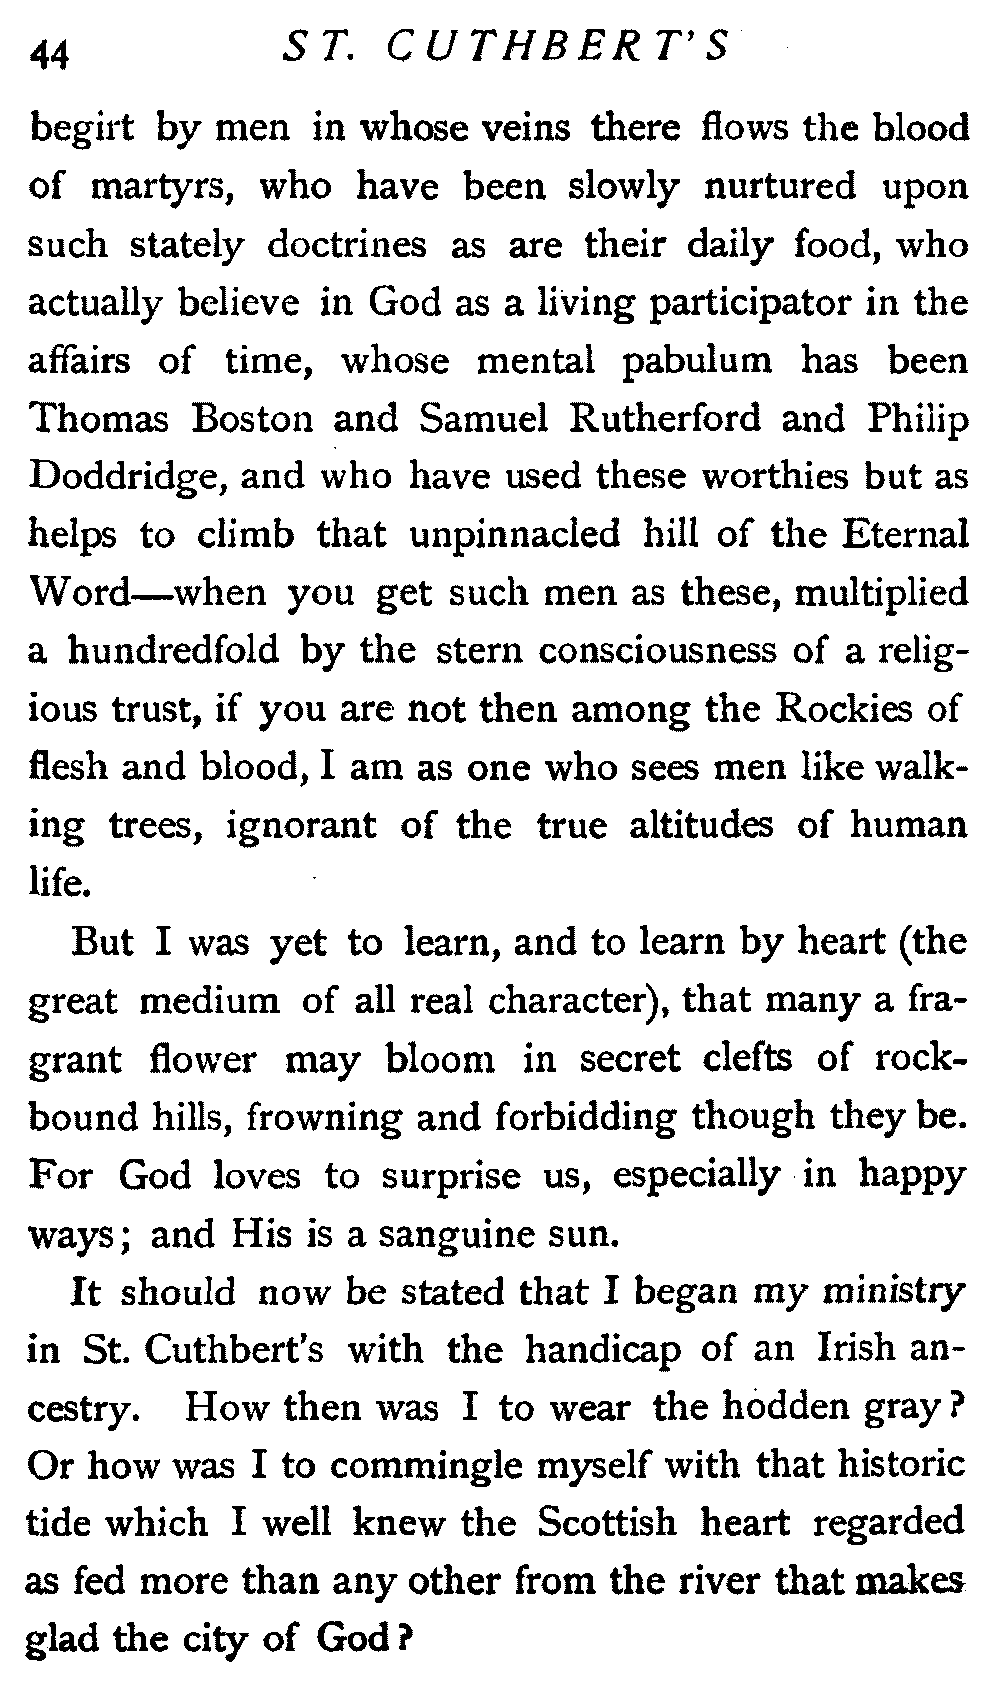 44 ST. CUTHBERT'S
begirt by men in whose veins there flows the blood
of martyrs, who have been slowly nurtured upon
such stately doctrines as are their daily food, who
actually believe in God as a living participator in the
affairs of time, whose mental pabulum has been
Thomas Boston and Samuel Rutherford and Philip
Doddridge, and who have used these worthies but as
helps to climb that unpinnacled hill of the Eternal
Word—when you get such men as these, multiplied
a hundredfold by the stern consciousness of a relig-
ious trust, if you are not then among the Rockies of
flesh and blood, I am as one who sees men like walk-
ing trees, ignorant of the true altitudes of human
life.
But I was yet to learn, and to learn by heart (the
great medium of all real character), that many a fra-
grant flower may bloom in secret clefts of rock-
bound hills, frowning and forbidding though they be.
For God loves to surprise us, especially in happy
ways; and His is a sanguine sun.
It should now be stated that I began my ministry
in St. Cuthbert's with the handicap of an Irish an-
cestry. How then was I to wear the hodden gray?
Or how was I to commingle myself with that historic
tide which I well knew the Scottish heart regarded
as fed more than any other from the river that makes
glad the city of God?